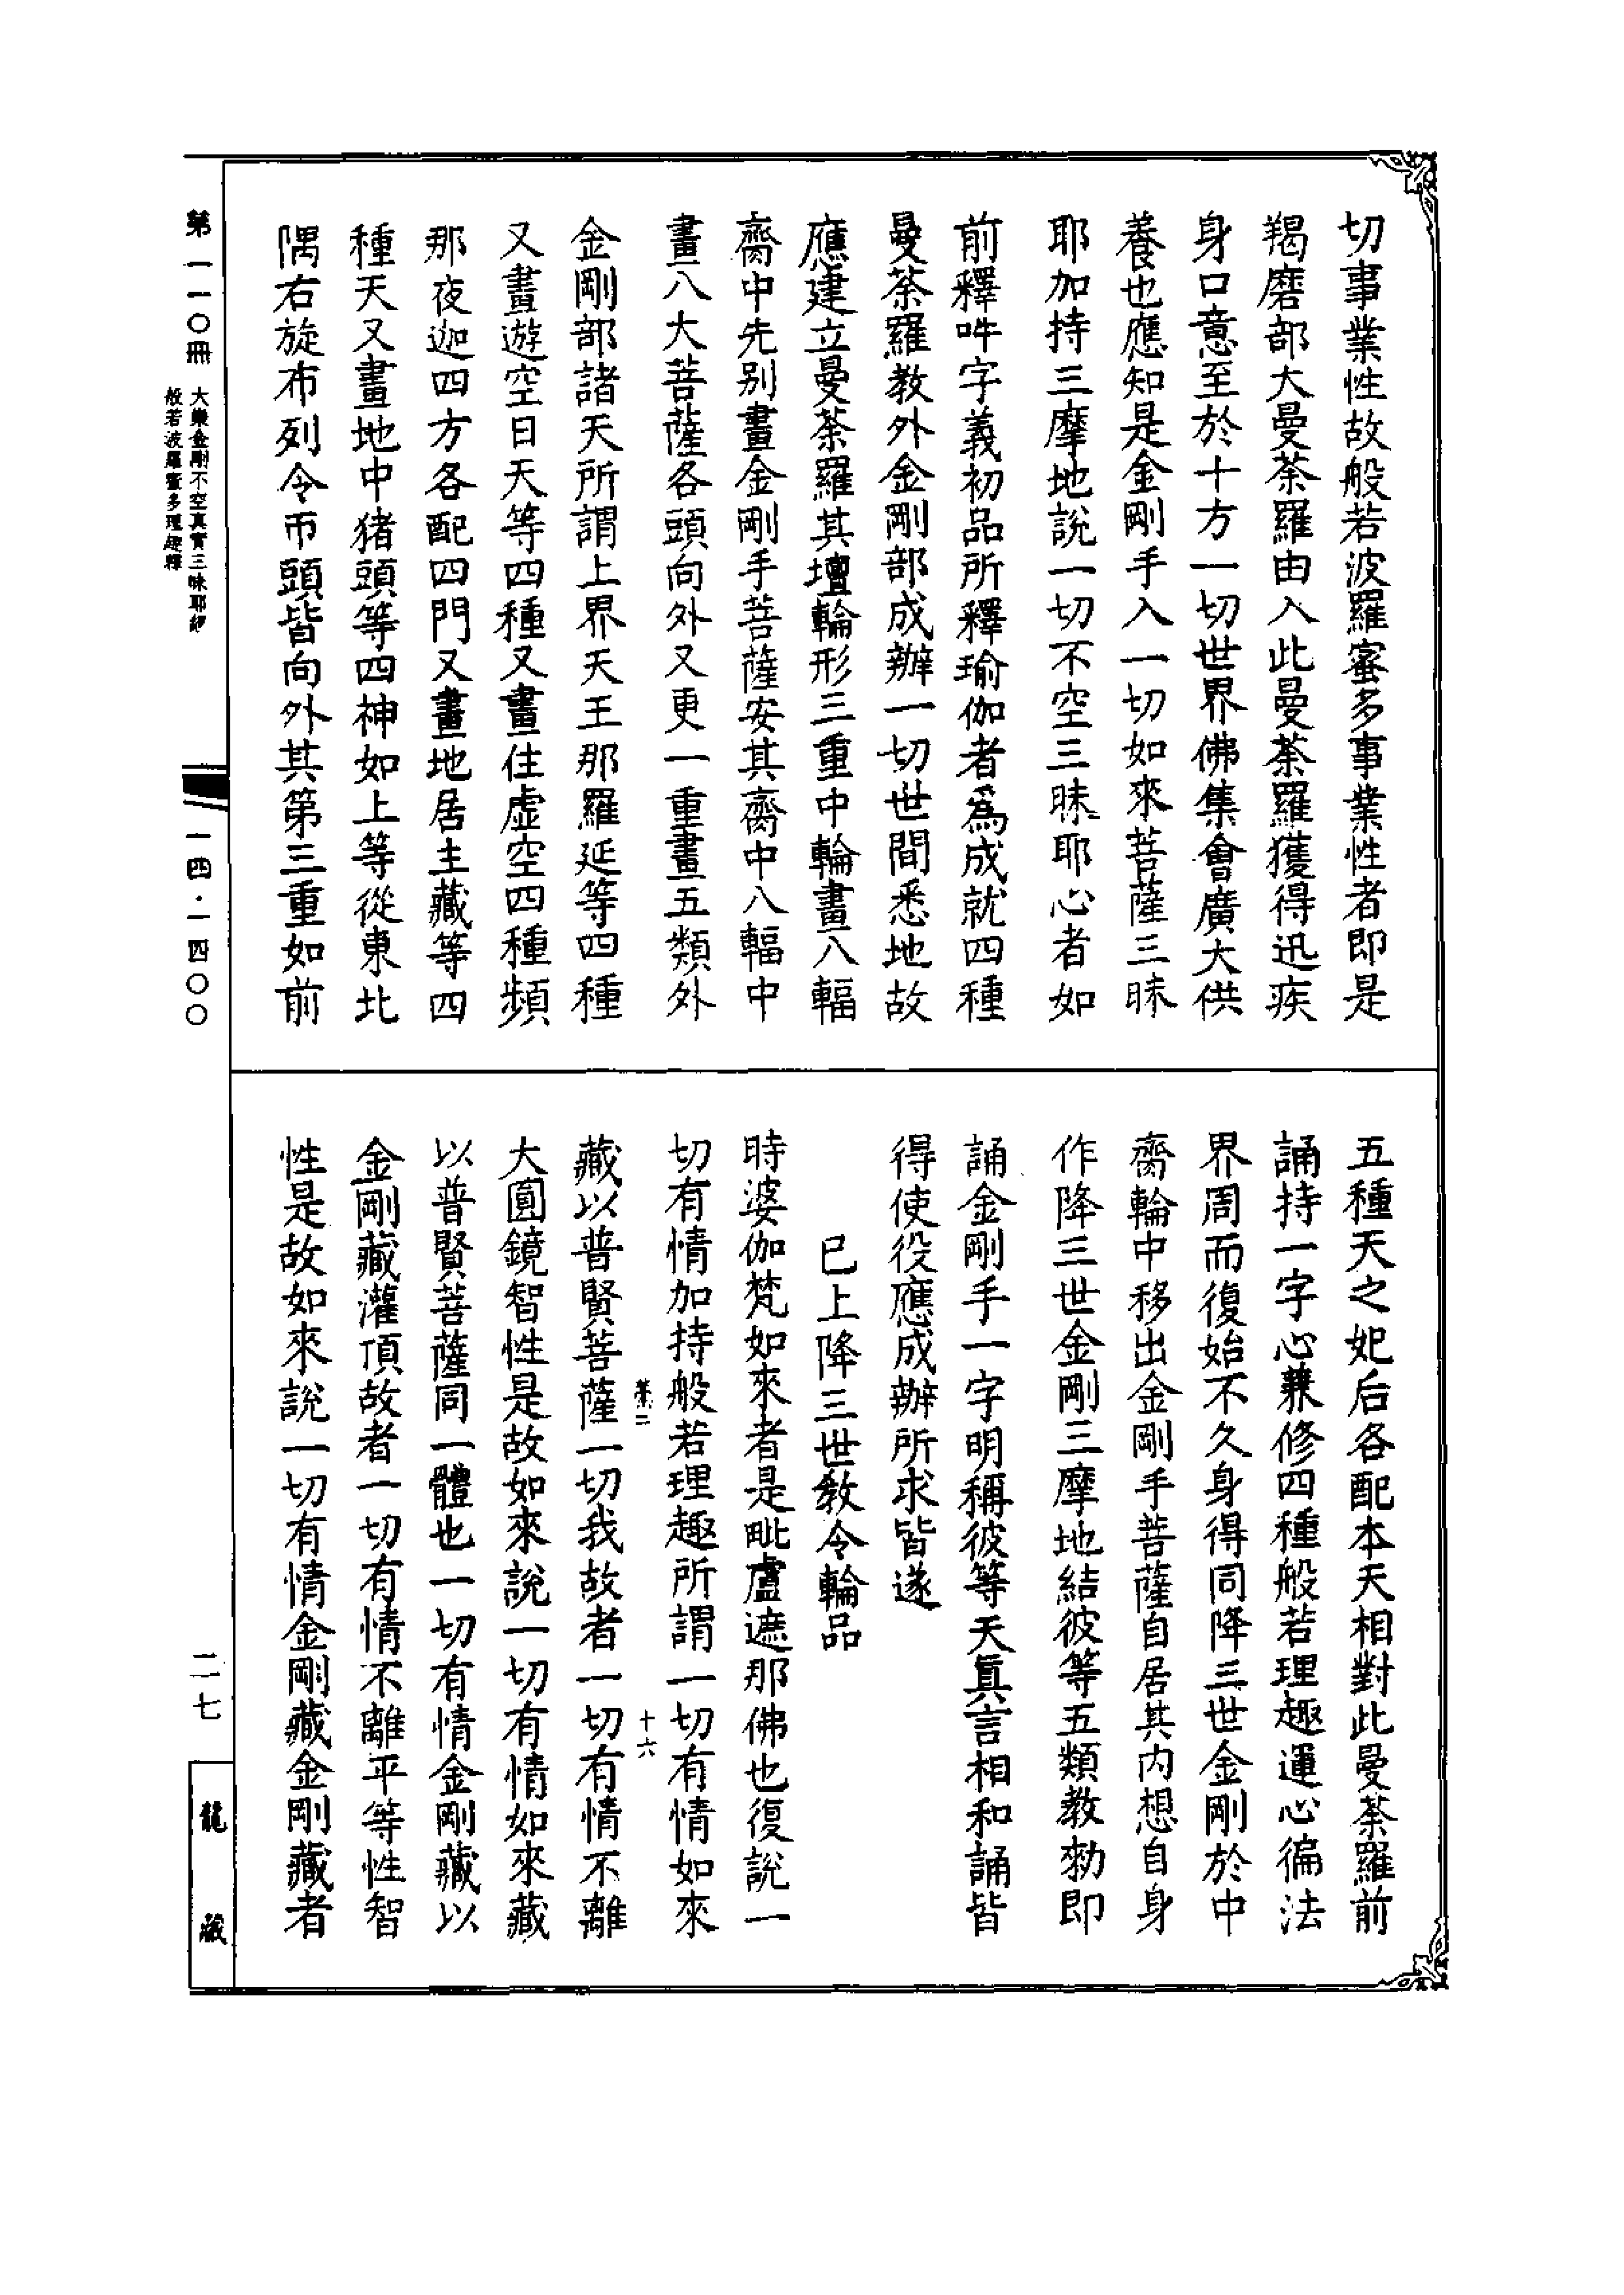 切事業性故般若波羅蜜多事業性者即是
羯磨部大曼荼羅由入此曼荼羅獲得迅疾
身口意至於十方一切世界佛集會廣大供
養也應知是金剛手入一切如來菩薩三昧
耶加持三摩地說一切不空三昧耶心者如
前釋吽字義初品所釋瑜伽者為成就四種
曼荼羅教外金剛部成辦一切世間悉地故
應建立曼荼羅其壇輪形三重中輪畫八輻
臍中先別畫金剛手菩薩安其臍中八輻中
畫八大菩薩各頭向外又更一重畫五類外
金剛部諸天所謂上界天王那羅延等四種
又畫遊空日天等四種又畫住虛空四種頻
那夜迦四方各配四門又畫地居主藏等四
種天又畫地中猪頭等四神如上等從東北
隅右旋布列令帀頭皆向外其第三重如前
五種天之妃后各配本天相對此曼荼羅前
誦持一字心兼修四種般若理趣運心徧法
界周而復始不久身得同降三世金剛於中
臍輪中移出金剛手菩薩自居其內想自身
作降三世金剛三摩地結彼等五類教勑即
誦金剛手一字明稱彼等天真言相和誦皆
得使役應成辦所求皆遂
已上降三世教令輪品
時婆伽梵如來者是毗盧遮那佛也復說一
切有情加持般若理趣所謂一切有情如來
卷二　十六
藏以普賢菩薩一切我故者一切有情不離
大圓鏡智性是故如來說一切有情如來藏
以普賢菩薩同一體也一切有情金剛藏以
金剛藏灌頂故者一切有情不離平等性智
性是故如來說一切有情金剛藏金剛藏者
第一一〇冊
大樂金剛不空真實三昧耶經
般若波羅蜜多理趣釋
一四·一四〇〇
二七
龍藏